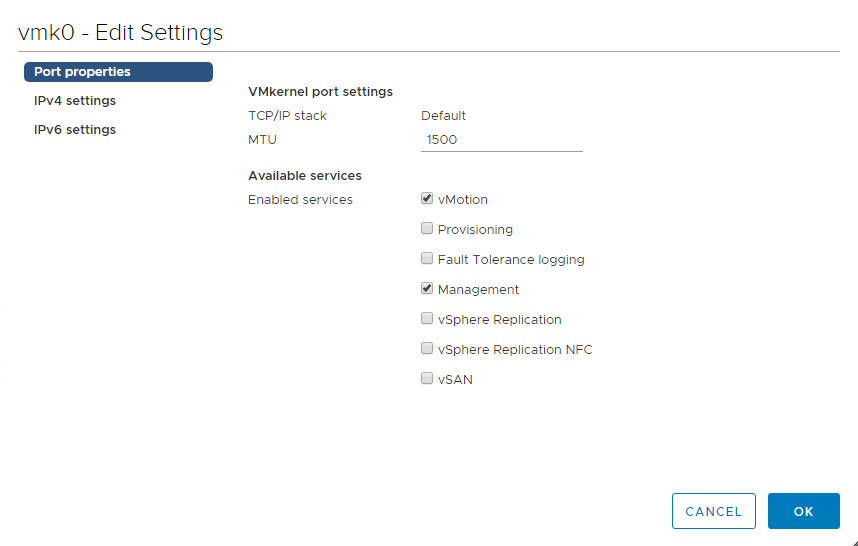 vmk0 - Edit Settings
Port properties
IPv4 settings
IPv6 settings
VMkernel port settings
TCP/IP stack Default
MTU 1500
Available services
Enabled services vMotion
Provisioning
Fault Tolerance logging
Management
vSphere Replication
vSphere Replication NFC
vSAN
CANCEL OK